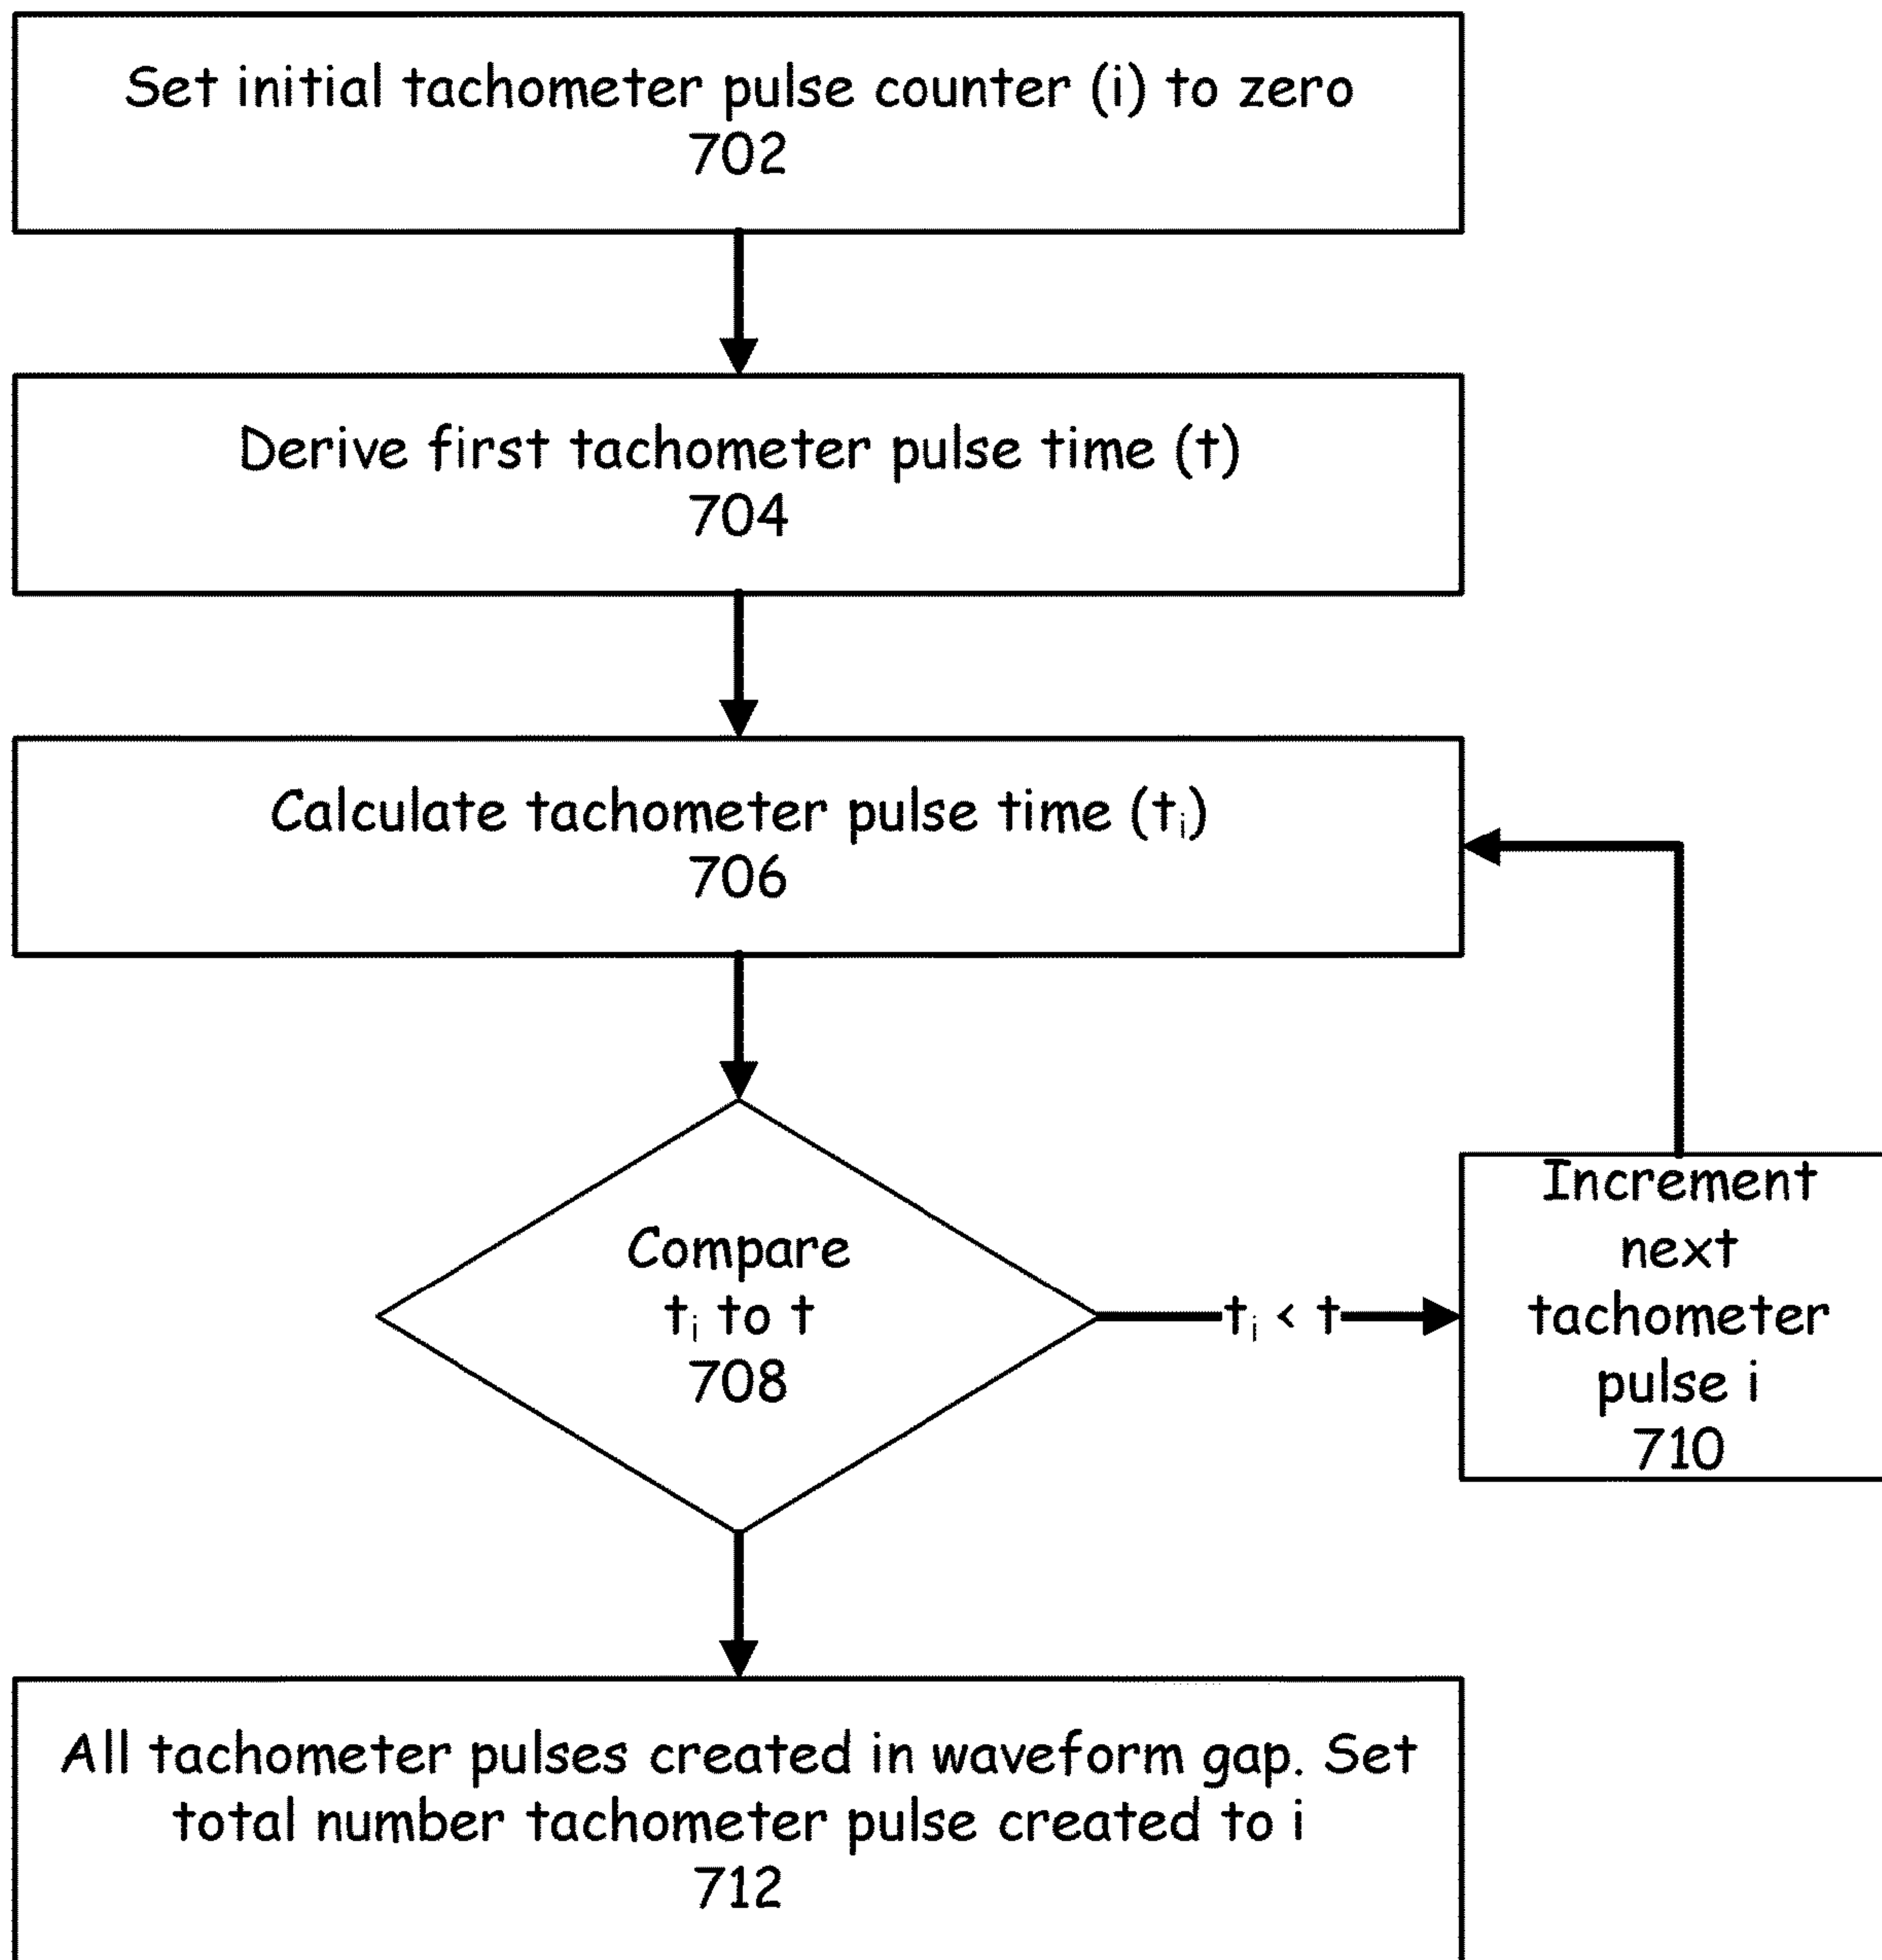 Set initial tachometer pulse counter (i) to zero
702
Derive first tachometer pulse time (t)
704
Calculate tachometer pulse time (tᵢ)
706
Compare
tᵢ to t
708
tᵢ < t
Increment
next
tachometer
pulse i
710
All tachometer pulses created in waveform gap. Set
total number tachometer pulse created to i
712